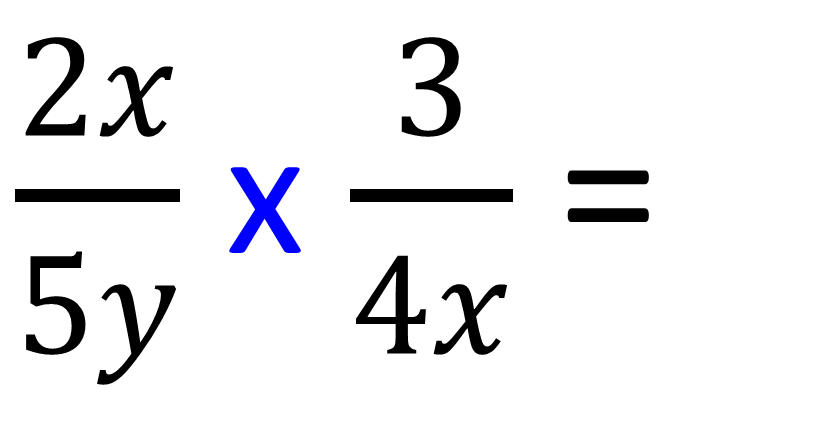 2x/5y x 3/4x =